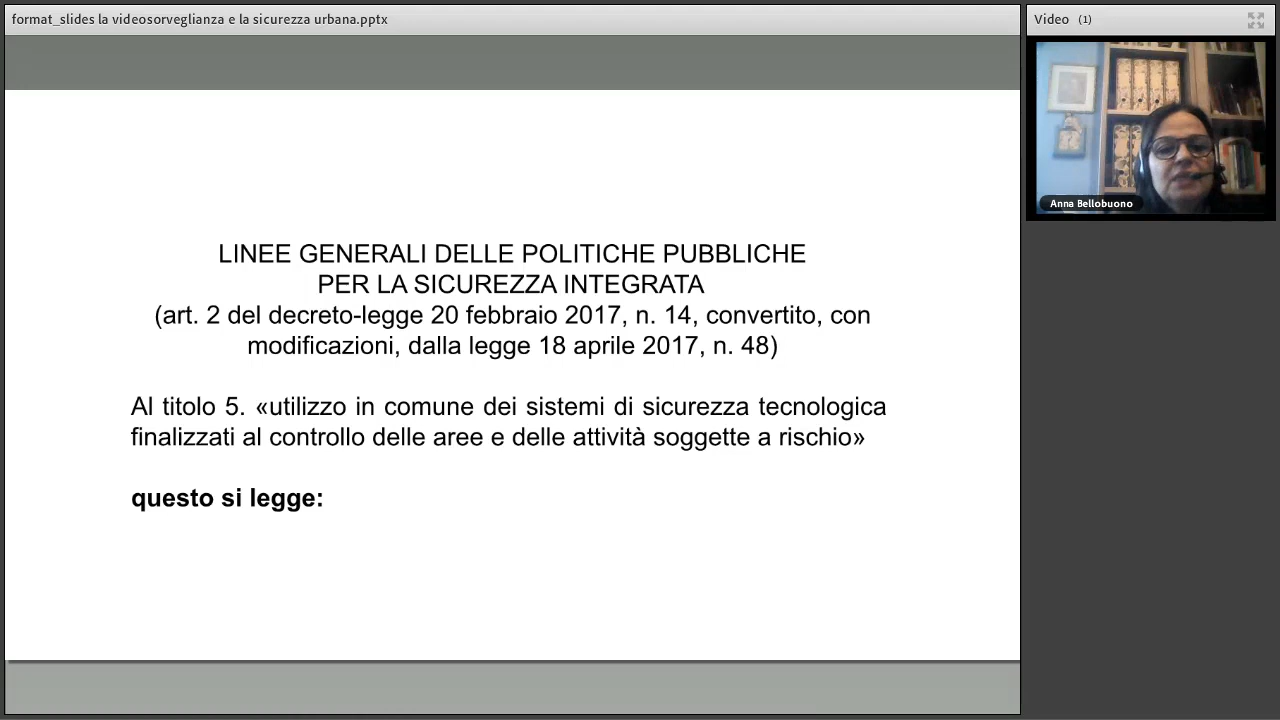 format_slides la videosorveglianza e la sicurezza urbana.pptx
Video (1)
Anna Bellobuono
LINEE GENERALI DELLE POLITICHE PUBBLICHE
PER LA SICUREZZA INTEGRATA
(art. 2 del decreto-legge 20 febbraio 2017, n. 14, convertito, con
modificazioni, dalla legge 18 aprile 2017, n. 48)
Al titolo 5. «utilizzo in comune dei sistemi di sicurezza tecnologica
finalizzati al controllo delle aree e delle attività soggette a rischio»
questo si legge: